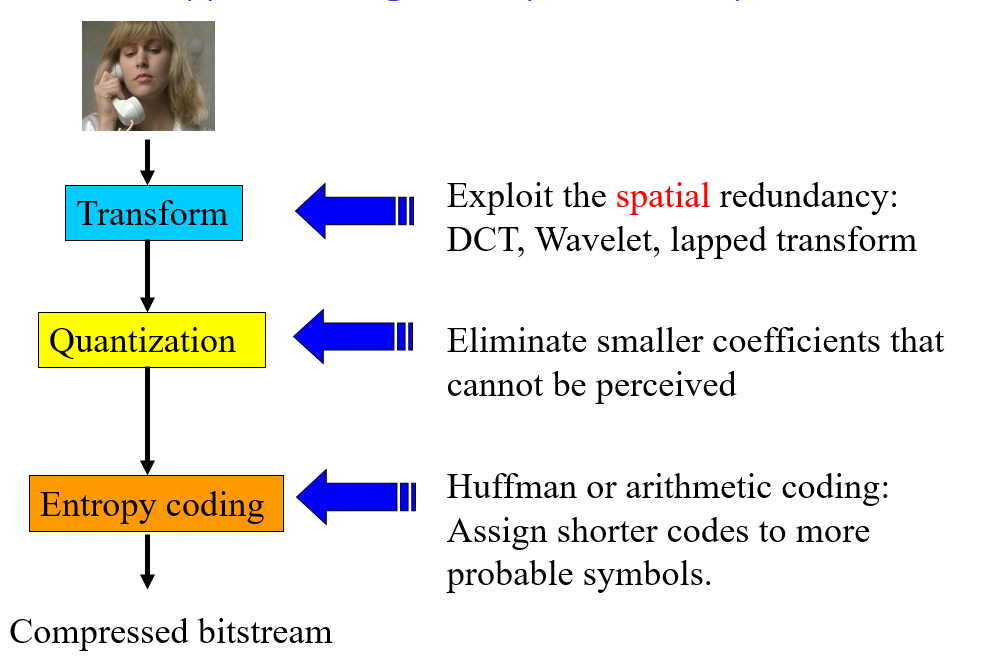 Transform
Exploit the spatial redundancy:
DCT, Wavelet, lapped transform
Quantization
Eliminate smaller coefficients that
cannot be perceived
Entropy coding
Huffman or arithmetic coding:
Assign shorter codes to more
probable symbols.
Compressed bitstream